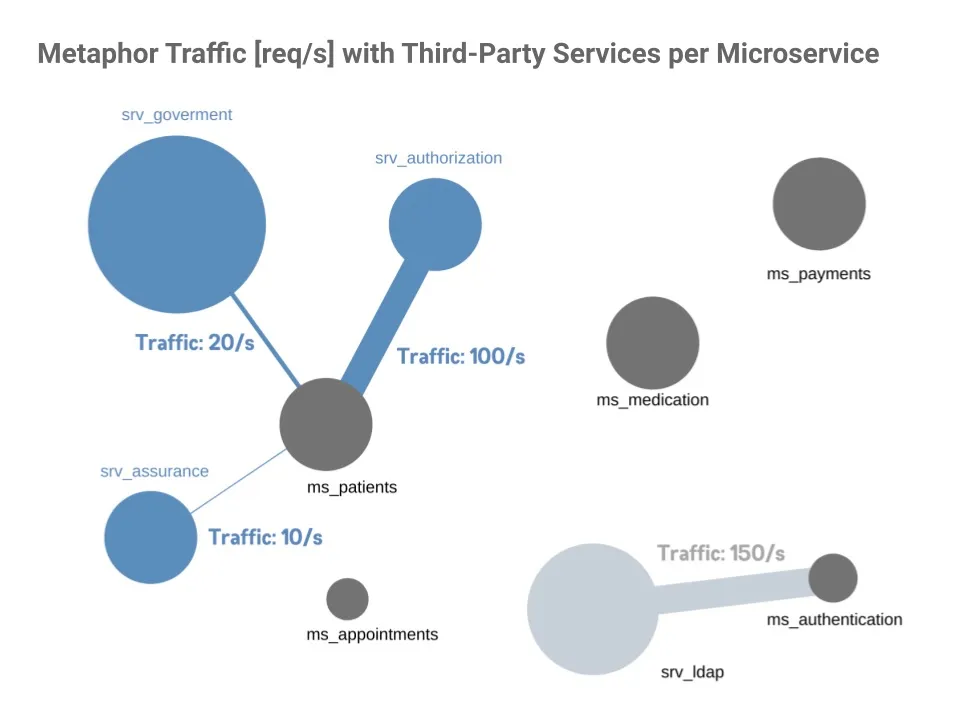 Metaphor Traffic [req/s] with Third-Party Services per Microservice
srv_goverment
srv_authorization
ms_payments
Traffic: 20/s
Traffic: 100/s
ms_medication
srv_assurance
ms_patients
Traffic: 10/s
Traffic: 150/s
ms_appointments
ms_authentication
srv_ldap